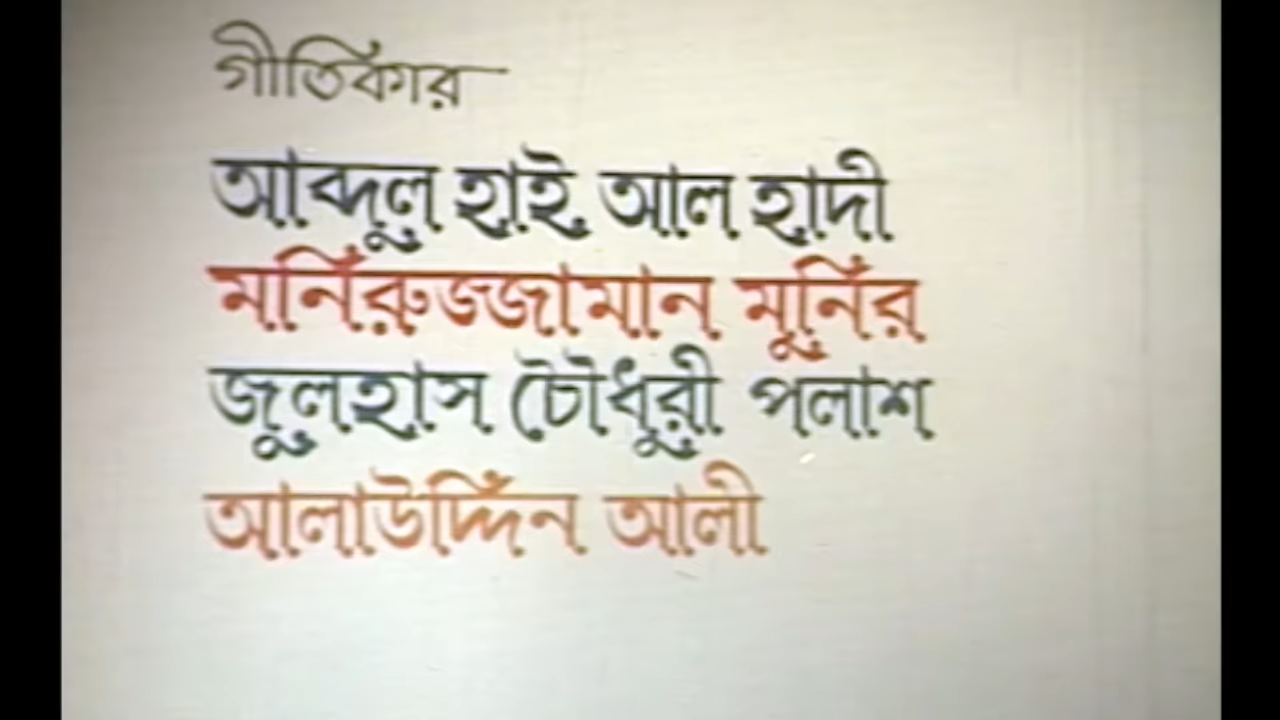 গীতিকার
আব্দুল হাই আল হাদী
মনিরুজ্জামান মুনির
জুলহাস চৌধুরী পলাশ
আলাউদ্দিন আলী